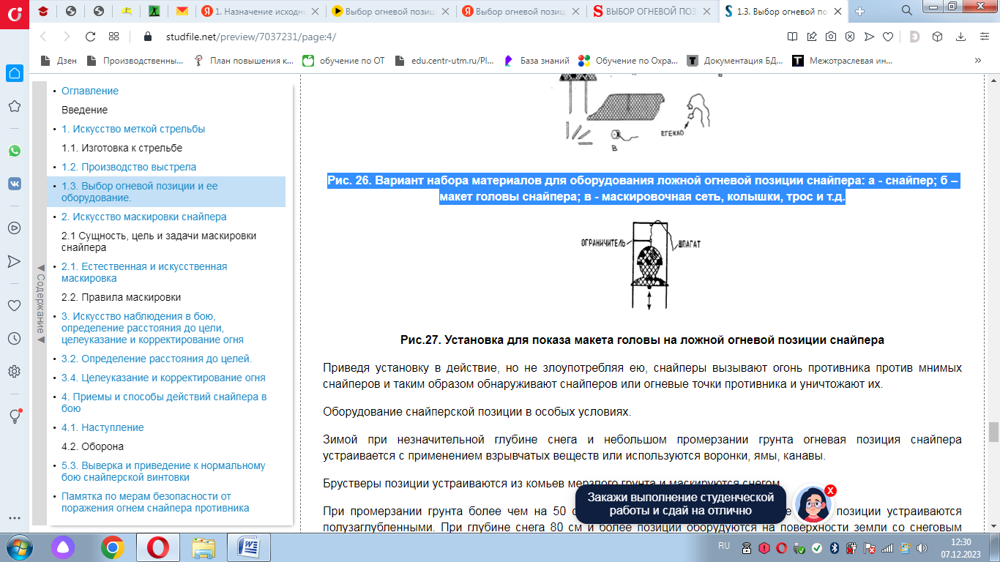 1. Назначение исходны
Выбор огневой позици
Выбор огневой позици
ВЫБОР ОГНЕВОЙ ПОЗ
1.3. Выбор огневой по
studfile.net/preview/7037231/page:4/
Дзен
Производственны...
План повышения к...
обучение по ОТ
edu.centr-utm.ru/Pl...
База знаний
Обучение по Охра...
Документация БД...
Межотраслевая ин...
»
Содержание
Оглавление
Введение
1. Искусство меткой стрельбы
1.1. Изготовка к стрельбе
1.2. Производство выстрела
1.3. Выбор огневой позиции и ее
оборудование.
2. Искусство маскировки снайпера
2.1 Сущность, цель и задачи маскировки
снайпера
2.1. Естественная и искусственная
маскировка
2.2. Правила маскировки
3. Искусство наблюдения в бою,
определение расстояния до цели,
целеуказание и корректирование огня
3.2. Определение расстояния до целей.
3.4. Целеуказание и корректирование огня
4. Приемы и способы действий снайпера в
бою
4.1. Наступление
4.2. Оборона
5.3. Выверка и приведение к нормальному
бою снайперской винтовки
Памятка по мерам безопасности от
поражения огнем снайпера противника
СТЕКЛО
В
Рис. 26. Вариант набора материалов для оборудования ложной огневой позиции снайпера: а - снайпер; б –
макет головы снайпера; в - маскировочная сеть, колышки, трос и т.д.
ОГРАНИЧИТЕЛЬ
ШПАГАТ
Рис.27. Установка для показа макета головы на ложной огневой позиции снайпера
Приведя установку в действие, но не злоупотребляя ею, снайперы вызывают огонь противника против мнимых
снайперов и таким образом обнаруживают снайперов или огневые точки противника и уничтожают их.
Оборудование снайперской позиции в особых условиях.
Зимой при незначительной глубине снега и небольшом промерзании грунта огневая позиция снайпера
устраивается с применением взрывчатых веществ или используются воронки, ямы, канавы.
Брустверы позиции устраиваются из комьев мерзлого грунта и маскируются снегом
При промерзании грунта более чем на 50 с
позиции устраиваются
полузаглубленными. При глубине снега 80 см и более позиции оборудуются на поверхности земли со снеговым
Закажи выполнение студенческой
работы и сдай на отлично
X
RU
12:30
07.12.2023